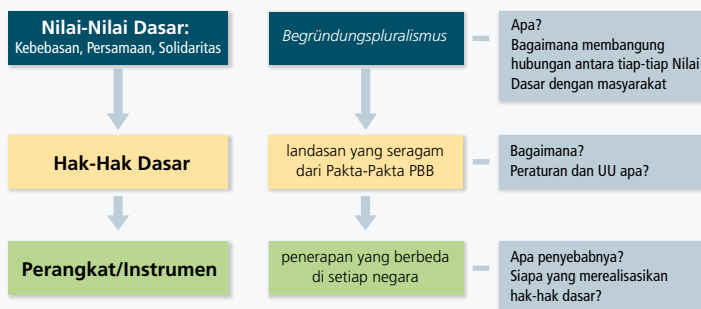 Nilai-Nilai Dasar:
Kebebasan, Persamaan, Solidaritas
Begründungspluralismus
Apa?
Bagaimana membangung
hubungan antara tiap-tiap Nilai
Dasar dengan masyarakat
Hak-Hak Dasar
landasan yang seragam
dari Pakta-Pakta PBB
Bagaimana?
Peraturan dan UU apa?
Perangkat/Instrumen
penerapan yang berbeda
di setiap negara
Apa penyebabnya?
Siapa yang merealisasikan
hak-hak dasar?